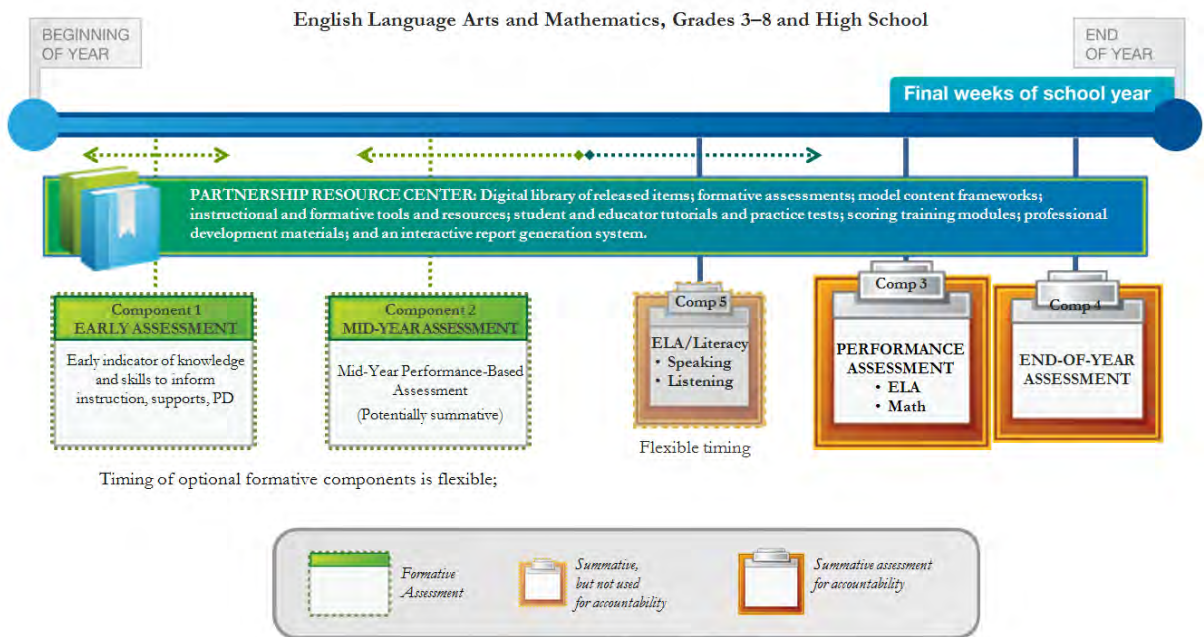 English Language Arts and Mathematics, Grades 3–8 and High School
BEGINNING
OF YEAR
END
OF YEAR
Final weeks of school year
PARTNERSHIP RESOURCE CENTER: Digital library of released items; formative assessments; model content frameworks;
instructional and formative tools and resources; student and educator tutorials and practice tests; scoring training modules; professional
development materials; and an interactive report generation system.
Component 1
EARLY ASSESSMENT
Early indicator of knowledge
and skills to inform
instruction, supports, PD
Component 2
MID-YEAR ASSESSMENT
Mid-Year Performance-Based
Assessment
(Potentially summative)
Comp 5
ELA/Literacy
• Speaking
• Listening
Flexible timing
Comp 3
PERFORMANCE
ASSESSMENT
• ELA
• Math
Comp 4
END-OF-YEAR
ASSESSMENT
Timing of optional formative components is flexible;
Formative
Assessment
Summative,
but not used
for accountability
Summative assessment
for accountability